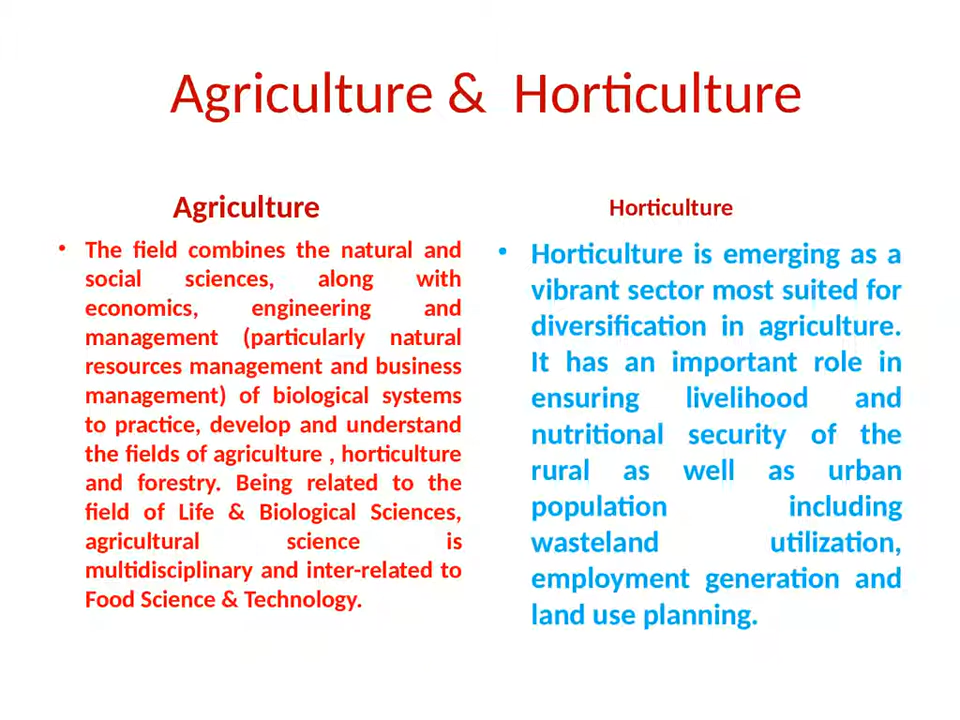 Agriculture & Horticulture
Agriculture
• The field combines the natural and
social sciences, along with
economics, engineering and
management (particularly natural
resources management and business
management) of biological systems
to practice, develop and understand
the fields of agriculture , horticulture
and forestry. Being related to the
field of Life & Biological Sciences,
agricultural science is
multidisciplinary and inter-related to
Food Science & Technology.
Horticulture
• Horticulture is emerging as a
vibrant sector most suited for
diversification in agriculture.
It has an important role in
ensuring livelihood and
nutritional security of the
rural as well as urban
population including
wasteland utilization,
employment generation and
land use planning.